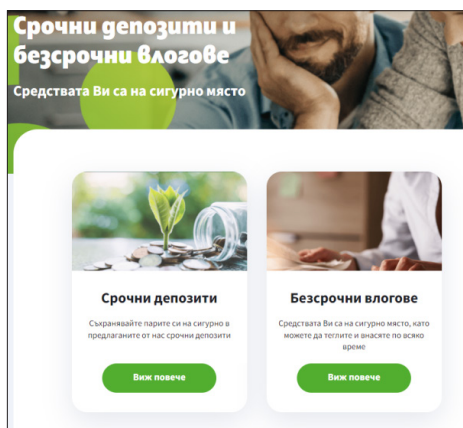 Срочни депозити и
безсрочни влогове
Средствата Ви са на сигурно място
Срочни депозити
Съхранявайте парите си на сигурно в
предлаганите от нас срочни депозити
Виж повече
Безсрочни влогове
Средствата Ви са на сигурно място, като
можете да теглите и внасяте по всяко
време
Виж повече